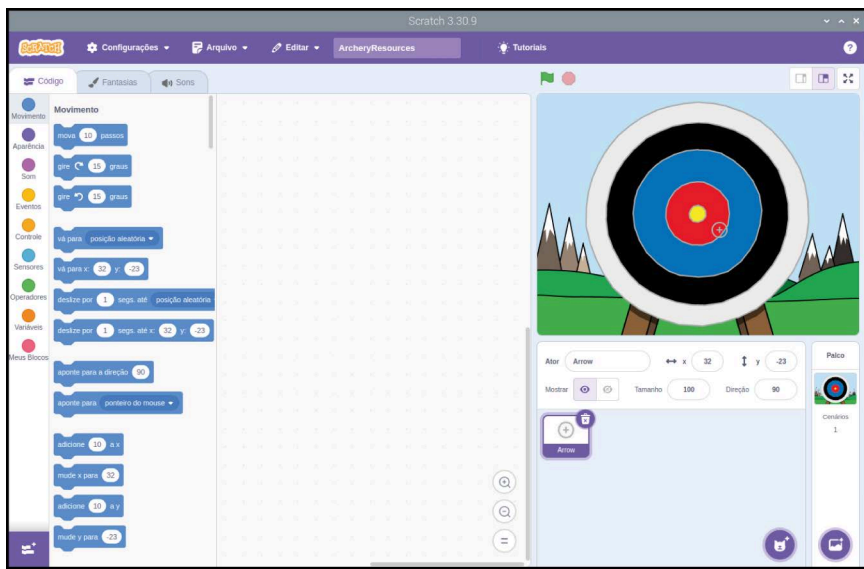 Scratch 3.30.9
SCRATCH
Configurações
Arquivo
Editar
ArcheryResources
Tutoriais
?
Código
Fantasias
Sons
Movimento
Aparência
Som
Eventos
Controle
Sensores
Operadores
Variáveis
Meus Blocos
Movimento
mova 10 passos
gire 15 graus
gire 15 graus
vá para posição aleatória
vá para x: 32 y: -23
deslize por 1 segs. até posição aleatória
deslize por 1 segs. até x: 32 y: -23
aponte para a direção 90
aponte para ponteiro do mouse
adicione 10 a x
mude x para 32
adicione 10 a y
mude y para -23
Ator Arrow x 32 y -23
Mostrar Tamanho 100 Direção 90
Arrow
Palco
Cenários
1